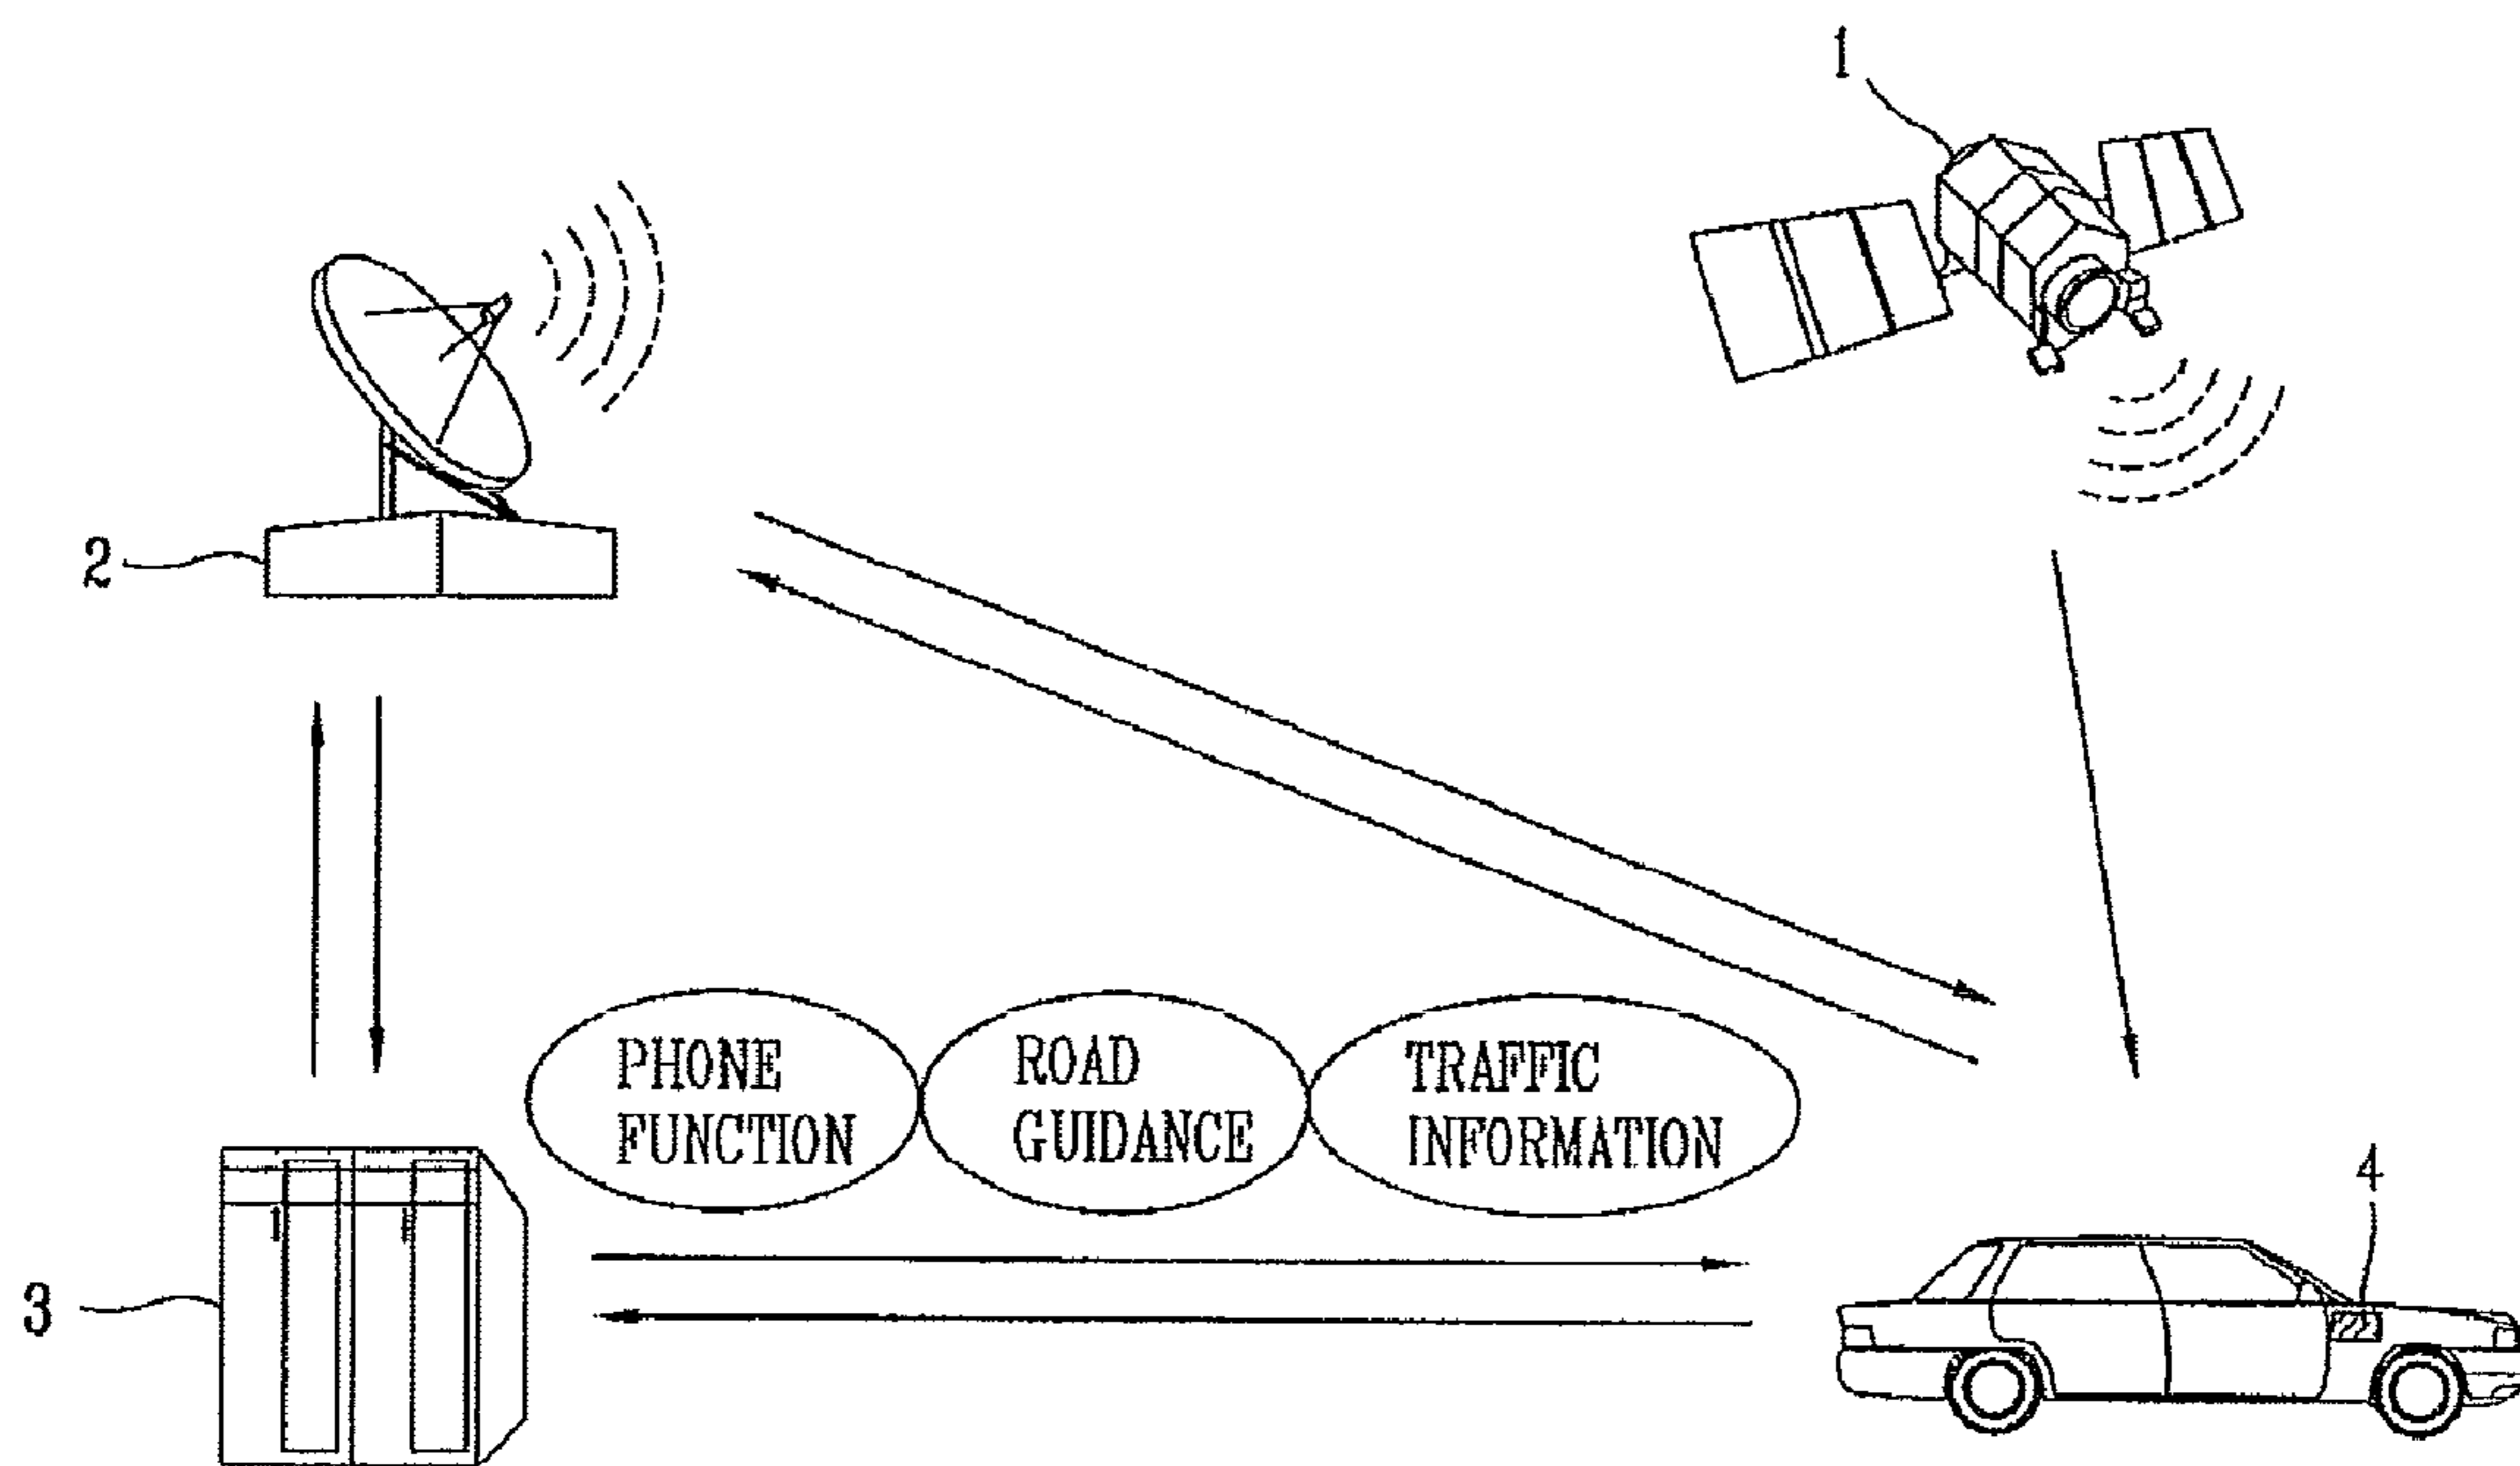 1
2
PHONE
FUNCTION
ROAD
GUIDANCE
TRAFFIC
INFORMATION
4
3